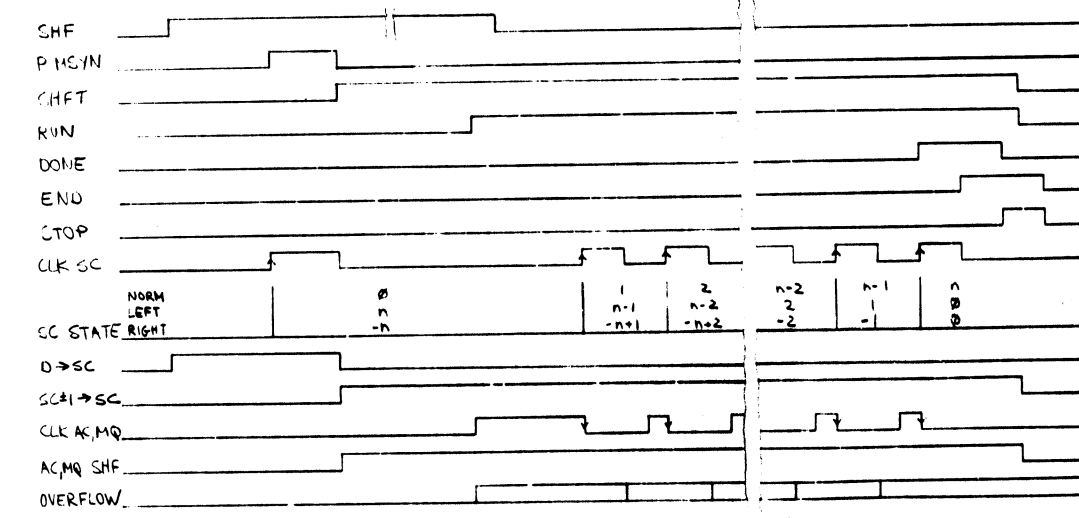 SHF
P MSYN
SHFT
RUN
DONE
END
STOP
CLK SC
NORM Ø 1 2 n-2 n-1 n
LEFT n n-1 n-2 2 1 Ø
SC STATE RIGHT -n -n+1 -n+2 -2 -1 Ø
D→SC
SC±1→SC
CLK AC,MQ
AC,MQ SHF
OVERFLOW